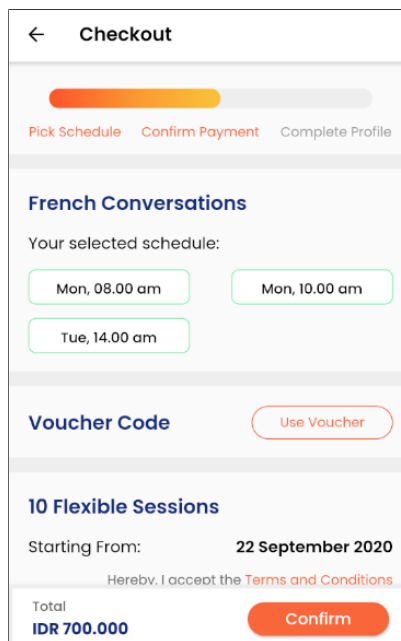 Checkout
Pick Schedule Confirm Payment Complete Profile
French Conversations
Your selected schedule:
Mon, 08.00 am Mon, 10.00 am
Tue, 14.00 am
Voucher Code Use Voucher
10 Flexible Sessions
Starting From: 22 September 2020
Hereby, I accept the Terms and Conditions
Total
IDR 700.000 Confirm